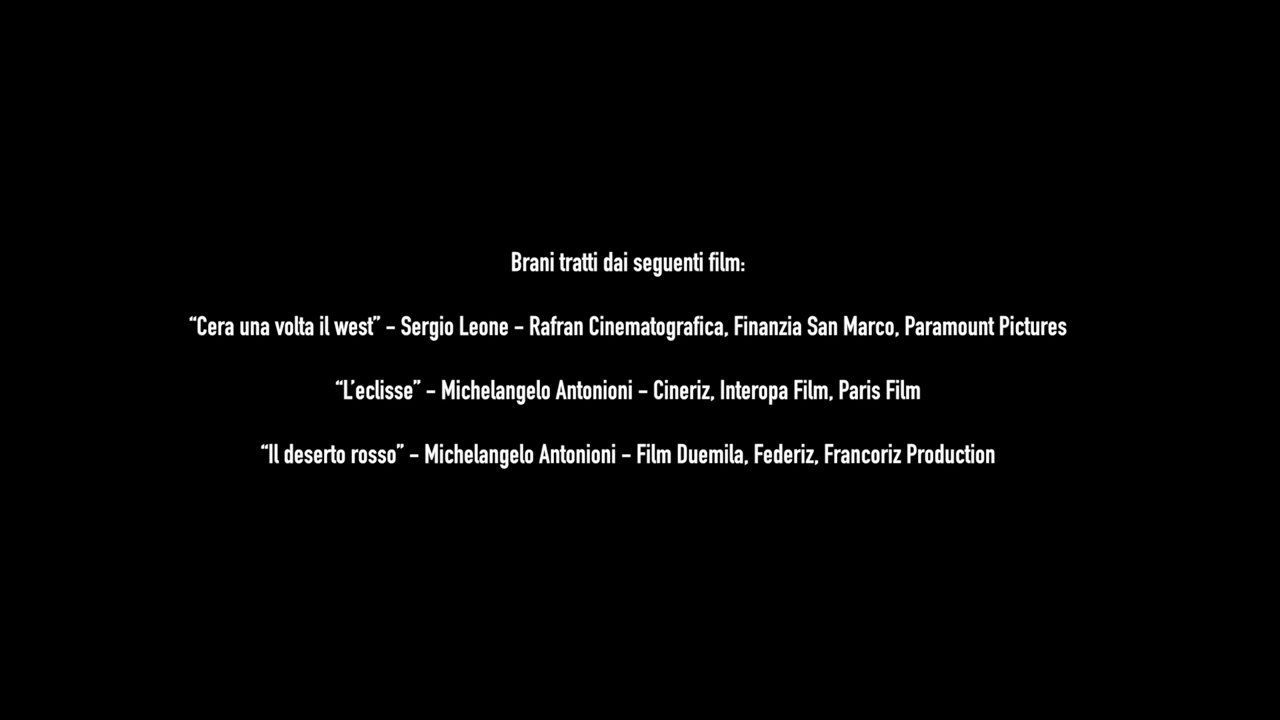 Brani tratti dai seguenti film:
“Cera una volta il west” – Sergio Leone – Rafran Cinematografica, Finanzia San Marco, Paramount Pictures
“L’eclisse” – Michelangelo Antonioni – Cineriz, Interopa Film, Paris Film
“Il deserto rosso” – Michelangelo Antonioni – Film Duemila, Federiz, Francoriz Production